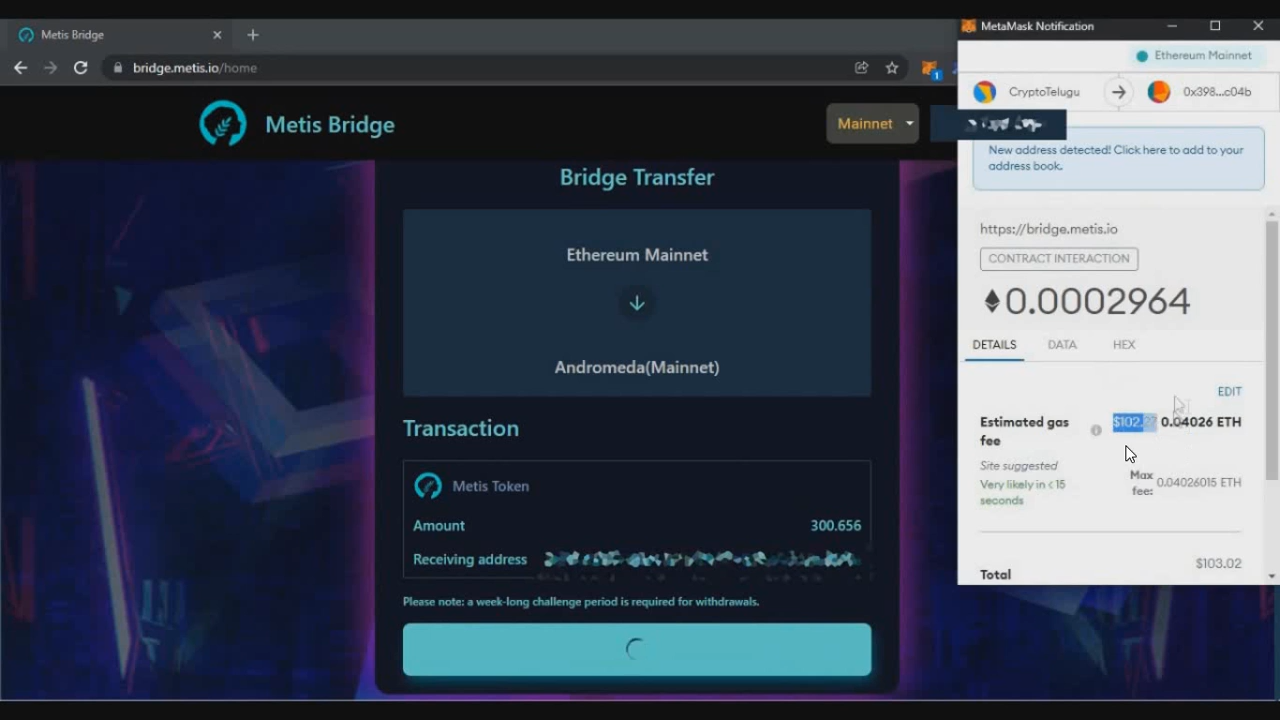 Metis Bridge
bridge.metis.io/home
Metis Bridge
Mainnet
Bridge Transfer
Ethereum Mainnet
Andromeda(Mainnet)
Transaction
Metis Token
Amount 300.656
Receiving address
Please note: a week-long challenge period is required for withdrawals.
MetaMask Notification
1
Ethereum Mainnet
CryptoTelugu 0x398...c04b
New address detected! Click here to add to your
address book.
https://bridge.metis.io
CONTRACT INTERACTION
0.0002964
DETAILS DATA HEX
EDIT
Estimated gas
fee
$102.27 0.04026 ETH
Site suggested
Very likely in < 15
seconds
Max
fee: 0.04026015 ETH
$103.02
Total